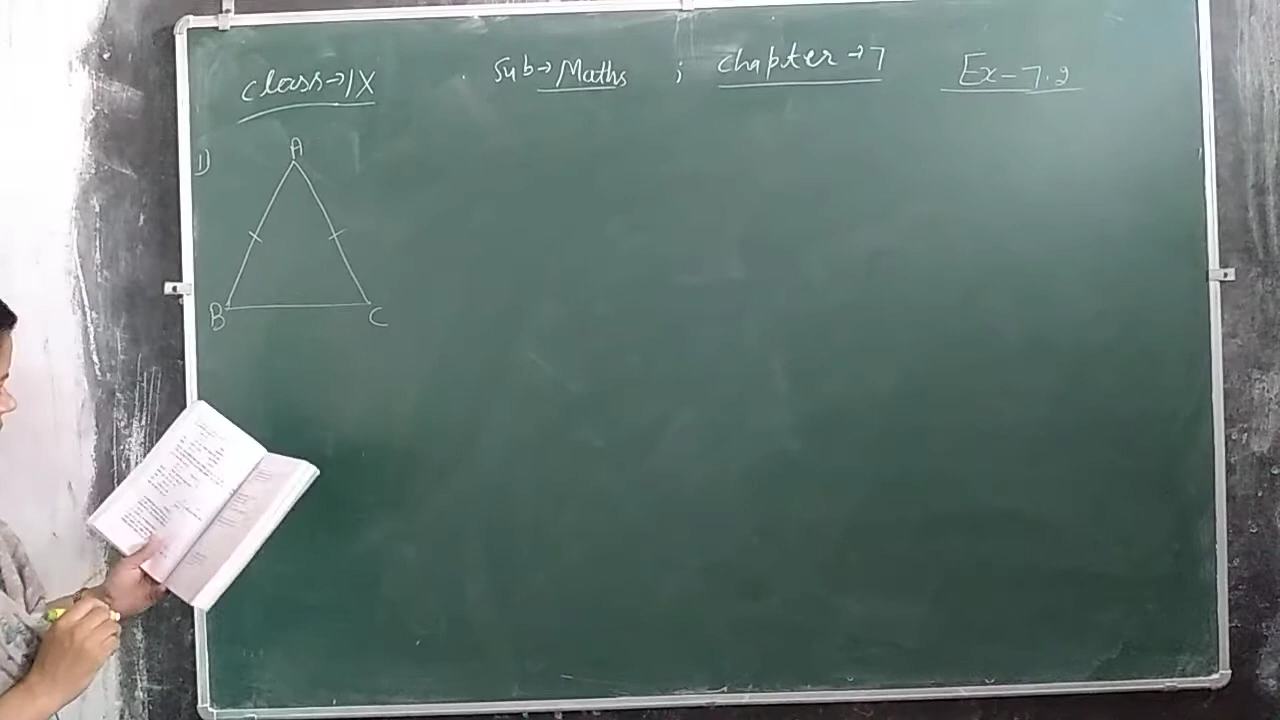 class→IX Sub→Maths ; chapter→7 Ex-7.2
1)
A
B C